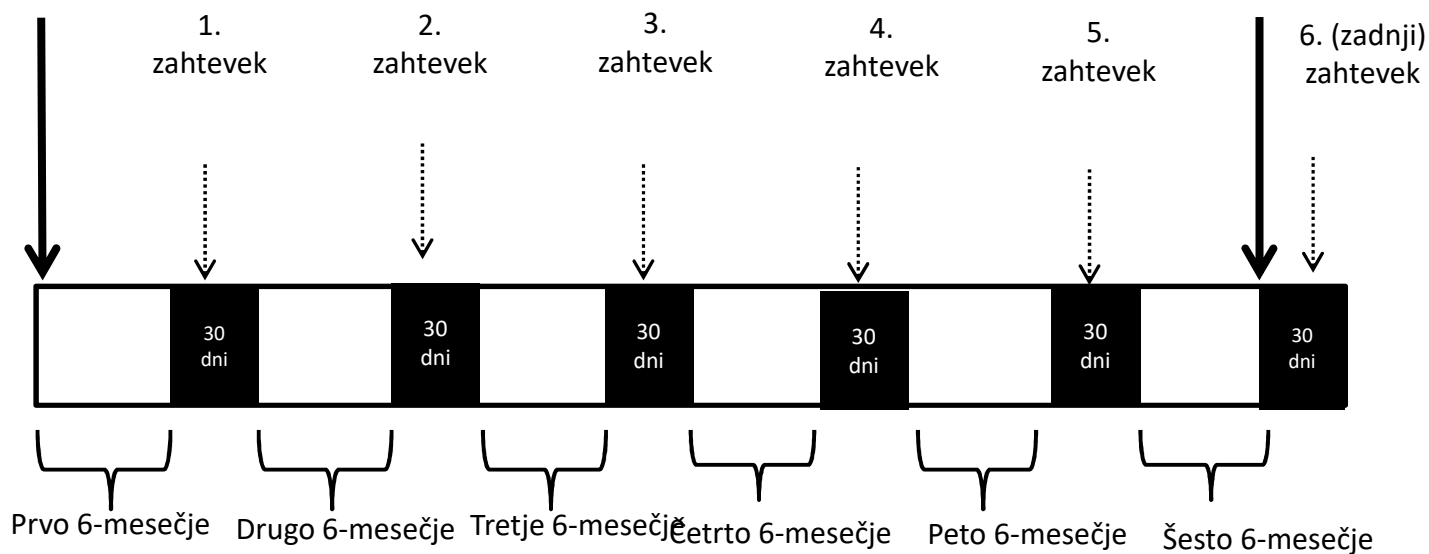 1.
zahtevek
2.
zahtevek
3.
zahtevek
4.
zahtevek
5.
zahtevek
6. (zadnji)
zahtevek
30
dni
30
dni
30
dni
30
dni
30
dni
30
dni
Prvo 6-mesečje
Drugo 6-mesečje
Tretje 6-mesečje
Četrto 6-mesečje
Peto 6-mesečje
Šesto 6-mesečje